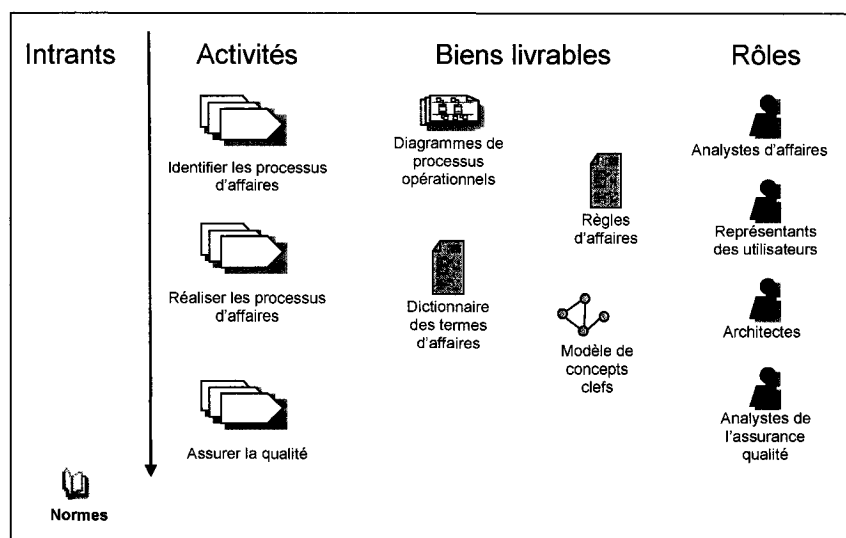 Intrants
Activités
Biens livrables
Rôles
Identifier les processus
d'affaires
Réaliser les processus
d'affaires
Assurer la qualité
Diagrammes de
processus
opérationnels
Règles
d'affaires
Dictionnaire
des termes
d'affaires
Modèle de
concepts
clefs
Analystes d'affaires
Représentants
des utilisateurs
Architectes
Analystes de
l'assurance
qualité
Normes